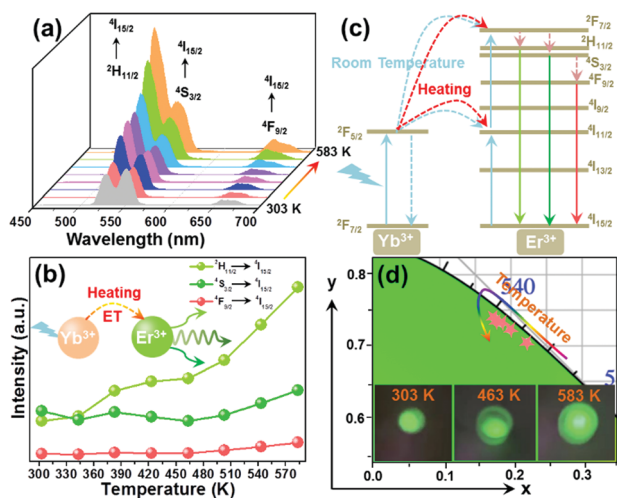 (a)
⁴I₁₅/₂
²H₁₁/₂
⁴I₁₅/₂
⁴S₃/₂
⁴I₁₅/₂
⁴F₉/₂
583 K
303 K
450 500 550 600 650 700
Wavelength (nm)
(c)
Room Temperature
Heating
²F₅/₂
²F₇/₂
Yb³⁺
²F₇/₂
²H₁₁/₂
⁴S₃/₂
⁴F₉/₂
⁴I₉/₂
⁴I₁₁/₂
⁴I₁₃/₂
⁴I₁₅/₂
Er³⁺
(b)
²H₁₁/₂ → ⁴I₁₅/₂
⁴S₃/₂ → ⁴I₁₅/₂
⁴F₉/₂ → ⁴I₁₅/₂
Heating
ET
Yb³⁺
Er³⁺
Intensity (a.u.)
300 330 360 390 420 450 480 510 540 570
Temperature (K)
(d)
y
0.8
0.7
0.6
540
Temperature
5
303 K
463 K
583 K
0.0 0.1 0.2 0.3
x